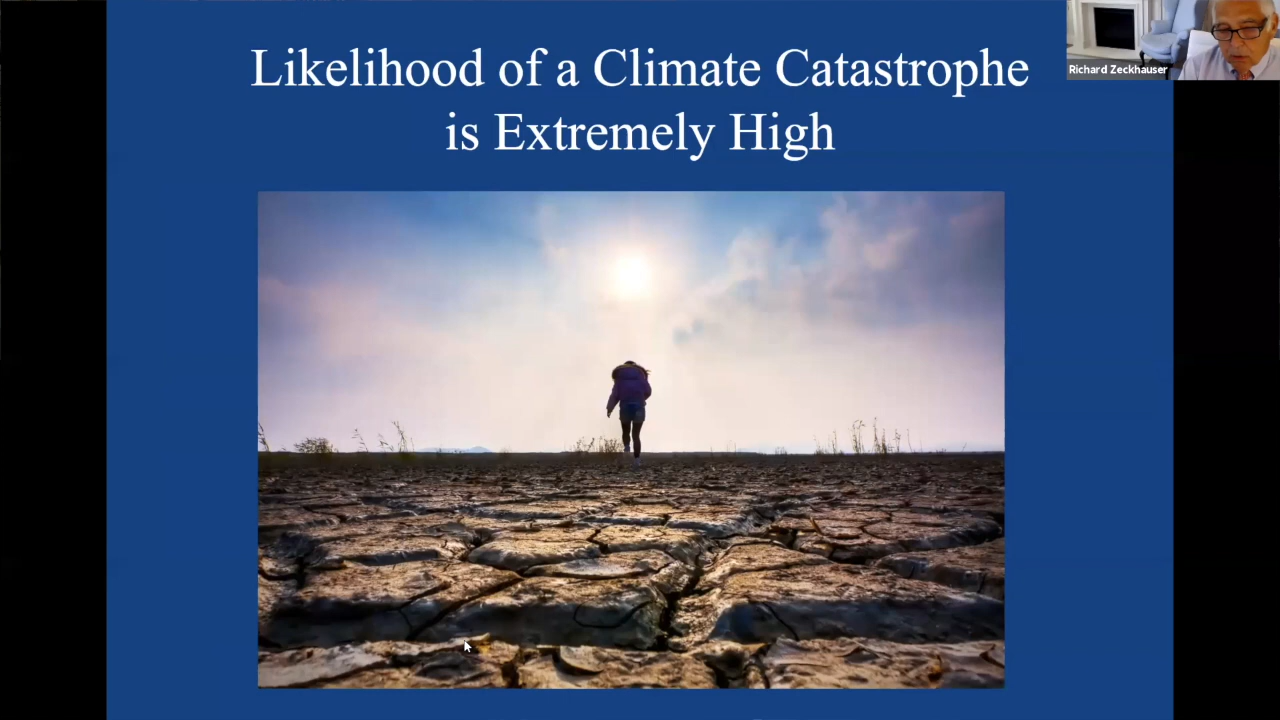 Likelihood of a Climate Catastrophe
is Extremely High
Richard Zeckhauser